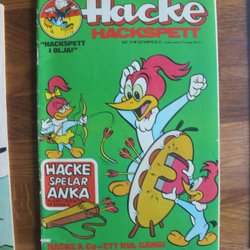 Hacke
HACKSPETT
"HACKSPETT
I OLJA!"
HACKE
SPELAR
ANKA
HACKE & Co=ETT KUL GÄNG!